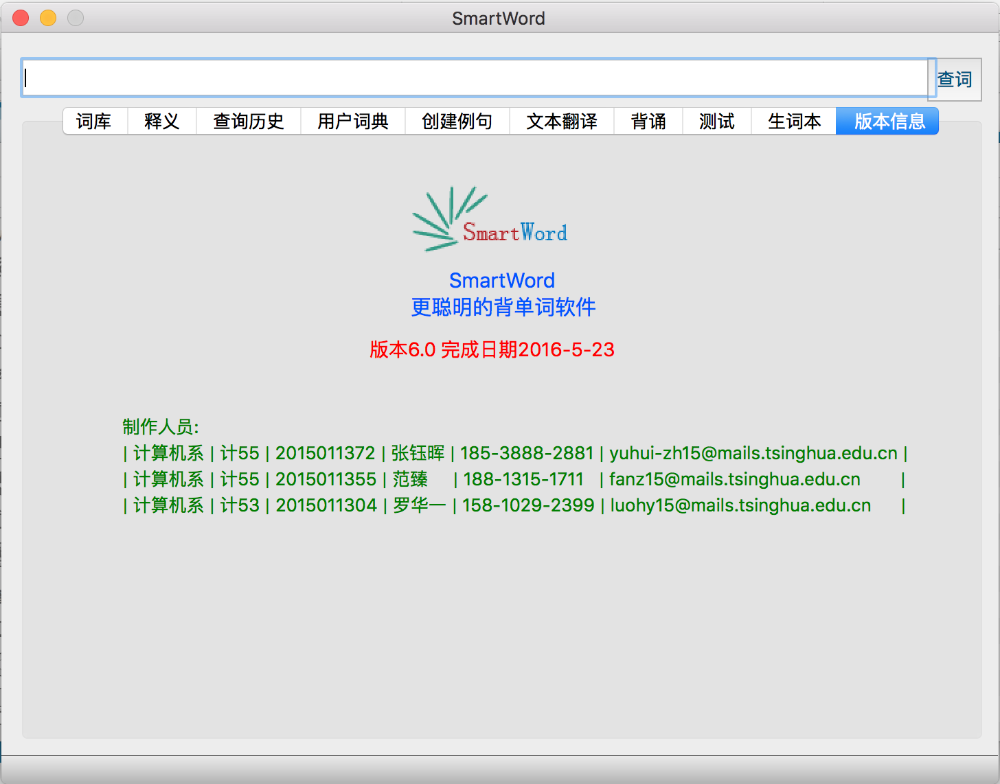 SmartWord
查词
词库 释义 查询历史 用户词典 创建例句 文本翻译 背诵 测试 生词本 版本信息
SmartWord
SmartWord
更聪明的背单词软件
版本6.0 完成日期2016-5-23
制作人员:
| 计算机系 | 计55 | 2015011372 | 张钰晖 | 185-3888-2881 | yuhui-zh15@mails.tsinghua.edu.cn |
| 计算机系 | 计55 | 2015011355 | 范臻 | 188-1315-1711 | fanz15@mails.tsinghua.edu.cn |
| 计算机系 | 计53 | 2015011304 | 罗华一 | 158-1029-2399 | luohy15@mails.tsinghua.edu.cn |